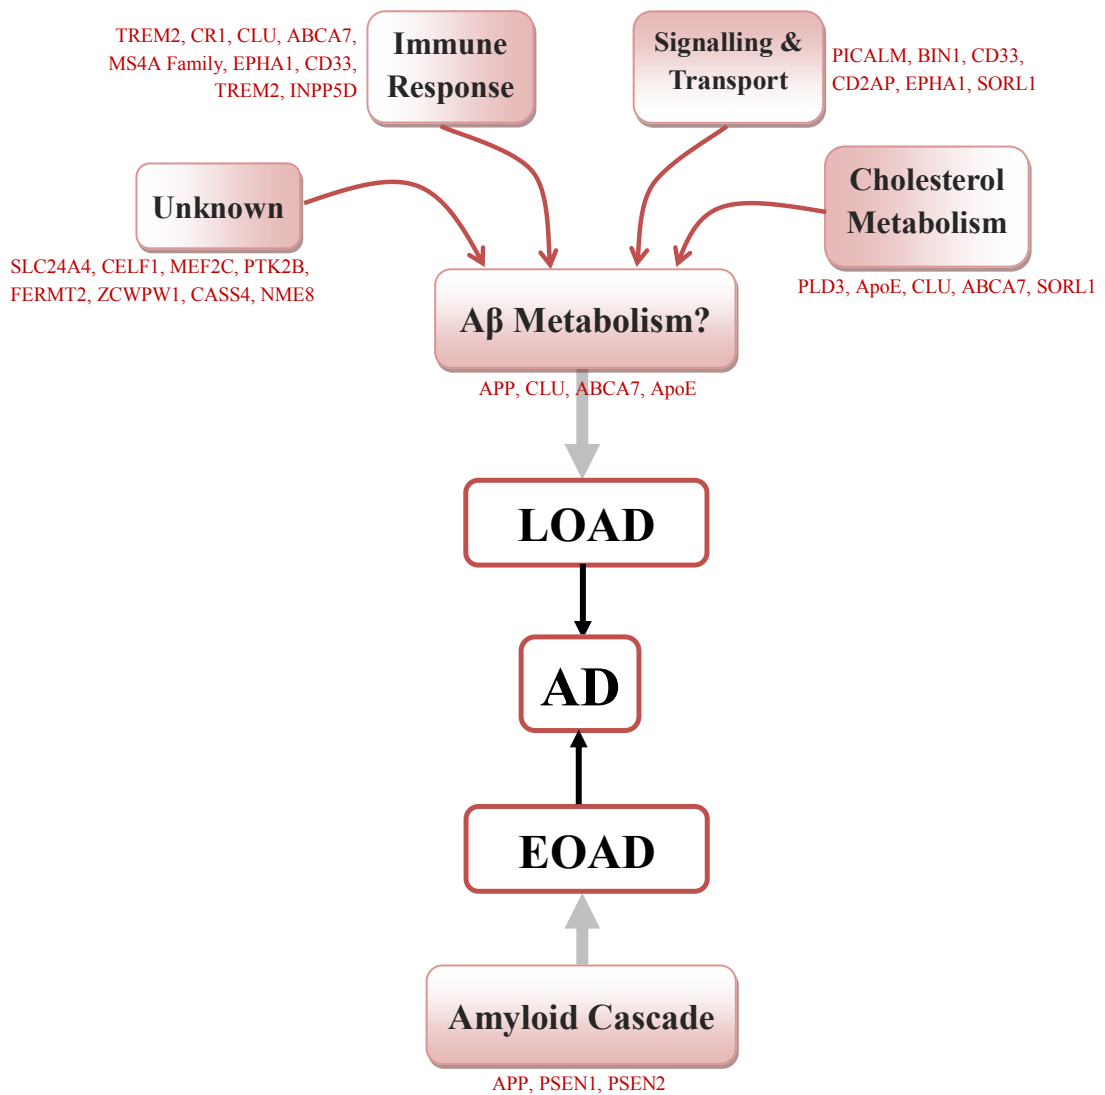 TREM2, CR1, CLU, ABCA7,
MS4A Family, EPHA1, CD33,
TREM2, INPP5D
Immune
Response
Signalling &
Transport
PICALM, BIN1, CD33,
CD2AP, EPHA1, SORL1
Unknown
SLC24A4, CELF1, MEF2C, PTK2B,
FERMT2, ZCWPW1, CASS4, NME8
Cholesterol
Metabolism
PLD3, ApoE, CLU, ABCA7, SORL1
Aβ Metabolism?
APP, CLU, ABCA7, ApoE
LOAD
AD
EOAD
Amyloid Cascade
APP, PSEN1, PSEN2